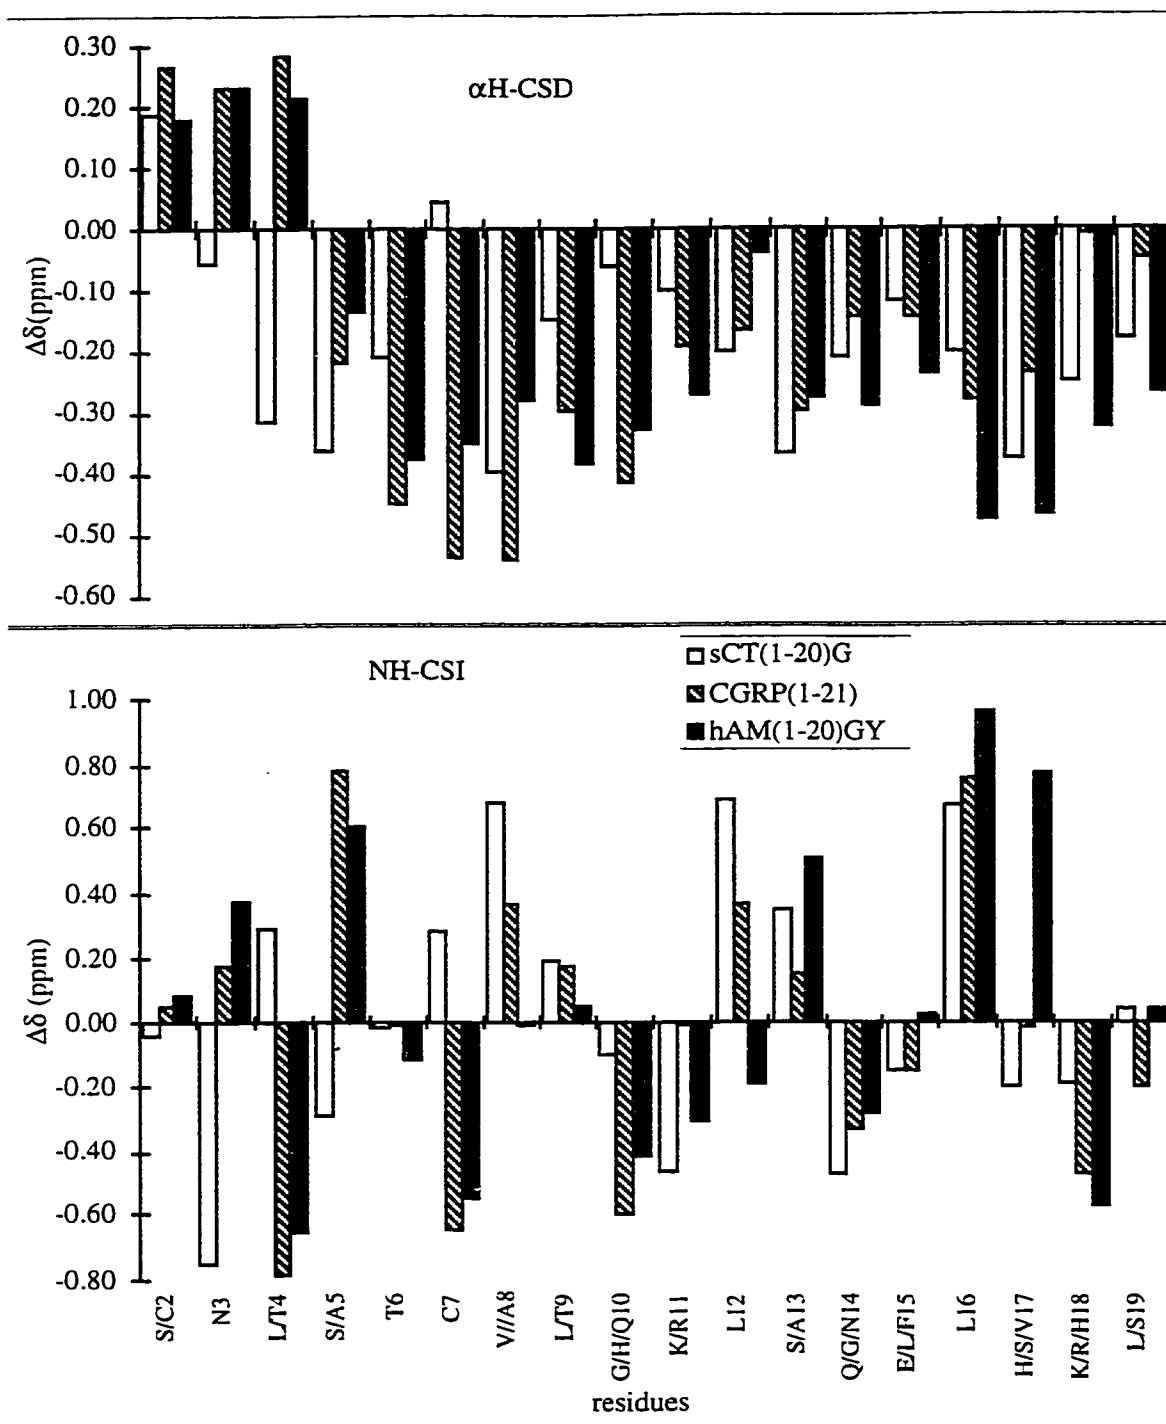 αH-CSD
0.30
0.20
0.10
0.00
-0.10
-0.20
-0.30
-0.40
-0.50
-0.60
Δδ(ppm)
NH-CSI
sCT(1-20)G
CGRP(1-21)
hAM(1-20)GY
1.00
0.80
0.60
0.40
0.20
0.00
-0.20
-0.40
-0.60
-0.80
Δδ (ppm)
S/C2
N3
L/T4
S/A5
T6
C7
V//A8
L/T9
G/H/Q10
K/R11
L12
S/A13
Q/G/N14
E/L/F15
L16
H/S/V17
K/R/H18
L/S19
residues